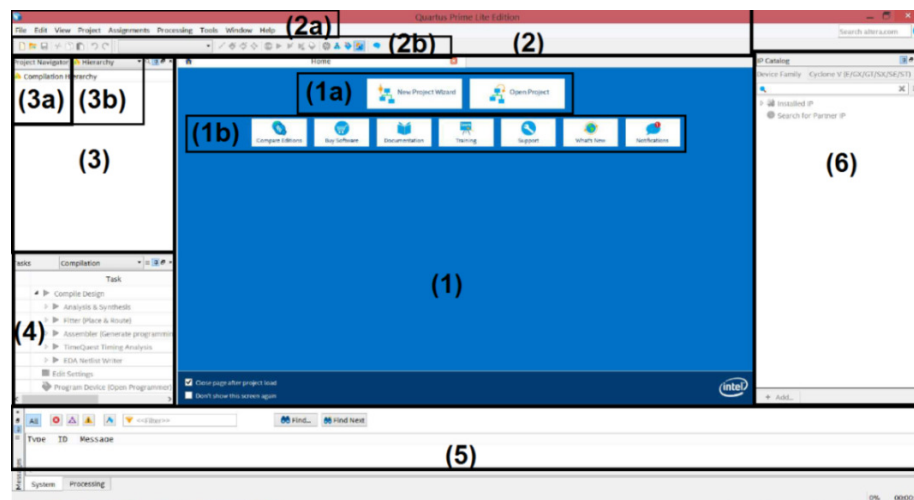 Quartus Prime Lite Edition
(2a)
File Edit View Project Assignments Processing Tools Window Help
Search altera.com
(2b)
(2)
Project Navigator Hierarchy
Home
IP Catalog
Compilation Hierarchy
Device Family Cyclone V (E/GX/GT/SX/SE/ST)
(3a) (3b)
(1a)
New Project Wizard
Open Project
Installed IP
Search for Partner IP
(1b)
Compare Editions
Buy Software
Documentation
Training
Support
What's New
Notifications
(3)
(6)
Tasks Compilation
Task
Compile Design
Analysis & Synthesis
Fitter (Place & Route)
(4)
Assembler (Generate programmin
TimeQuest Timing Analysis
EDA Netlist Writer
Edit Settings
Program Device (Open Programmer)
(1)
Close page after project load
Don't show this screen again
intel
+ Add...
All
<<Filter>>
Find...
Find Next
Type ID Message
(5)
Messages
System Processing
0% 00:00